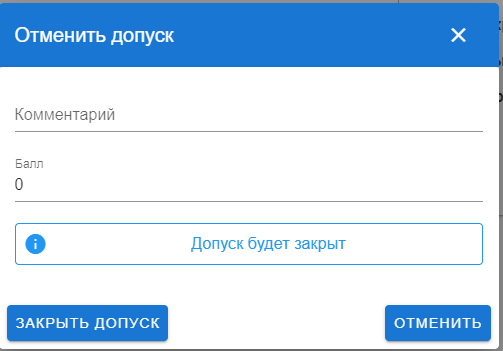 Отменить допуск
Комментарий
Балл
0
Допуск будет закрыт
ЗАКРЫТЬ ДОПУСК
ОТМЕНИТЬ